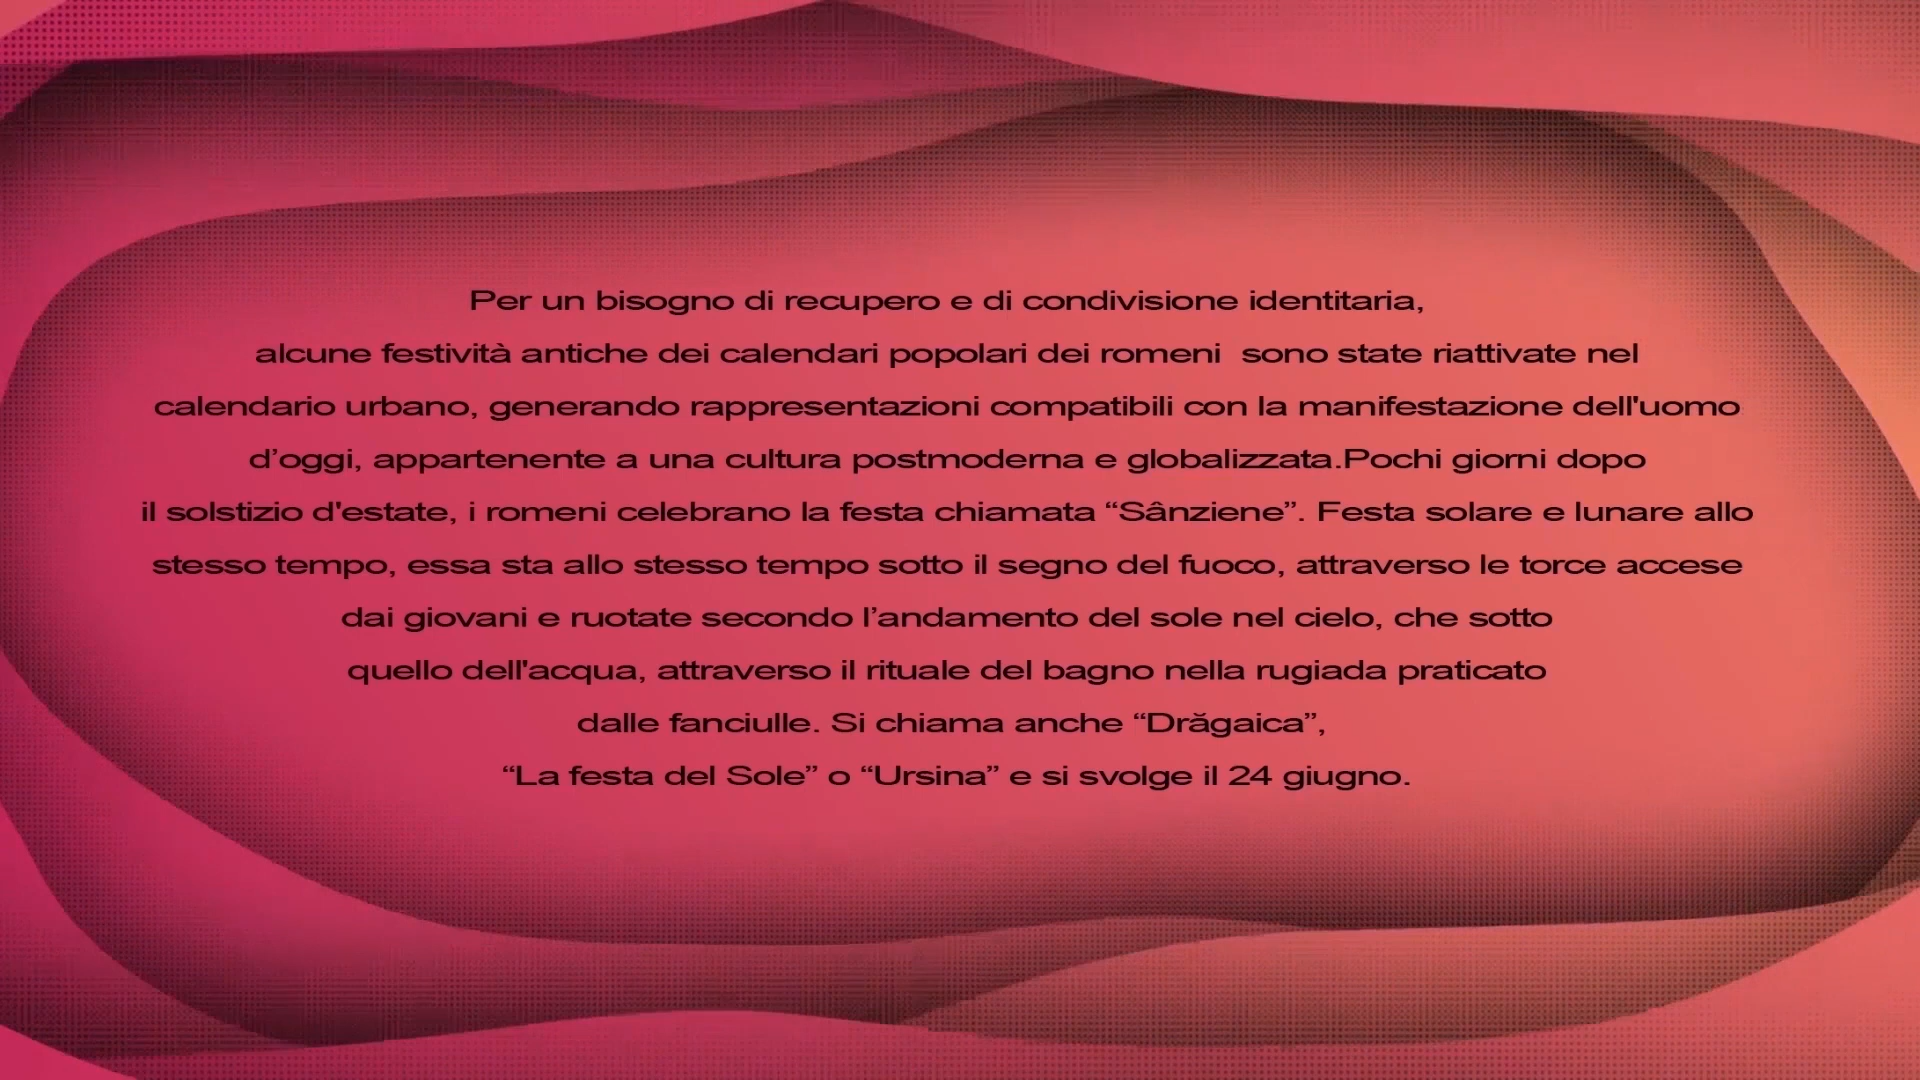 Per un bisogno di recupero e di condivisione identitaria,
alcune festività antiche dei calendari popolari dei romeni  sono state riattivate nel
calendario urbano, generando rappresentazioni compatibili con la manifestazione dell'uomo
d’oggi, appartenente a una cultura postmoderna e globalizzata.Pochi giorni dopo
il solstizio d'estate, i romeni celebrano la festa chiamata “Sânziene”. Festa solare e lunare allo
stesso tempo, essa sta allo stesso tempo sotto il segno del fuoco, attraverso le torce accese
dai giovani e ruotate secondo l’andamento del sole nel cielo, che sotto
quello dell'acqua, attraverso il rituale del bagno nella rugiada praticato
dalle fanciulle. Si chiama anche “Drăgaica”,
“La festa del Sole” o “Ursina” e si svolge il 24 giugno.